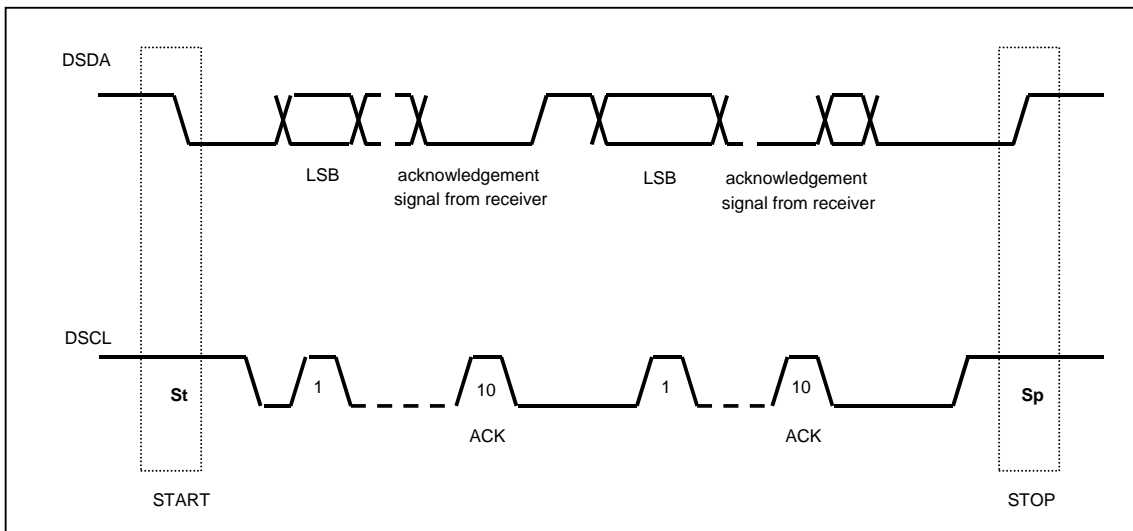 DSDA
LSB
acknowledgement
signal from receiver
LSB
acknowledgement
signal from receiver
DSCL
St
1
10
1
10
Sp
ACK
ACK
START
STOP